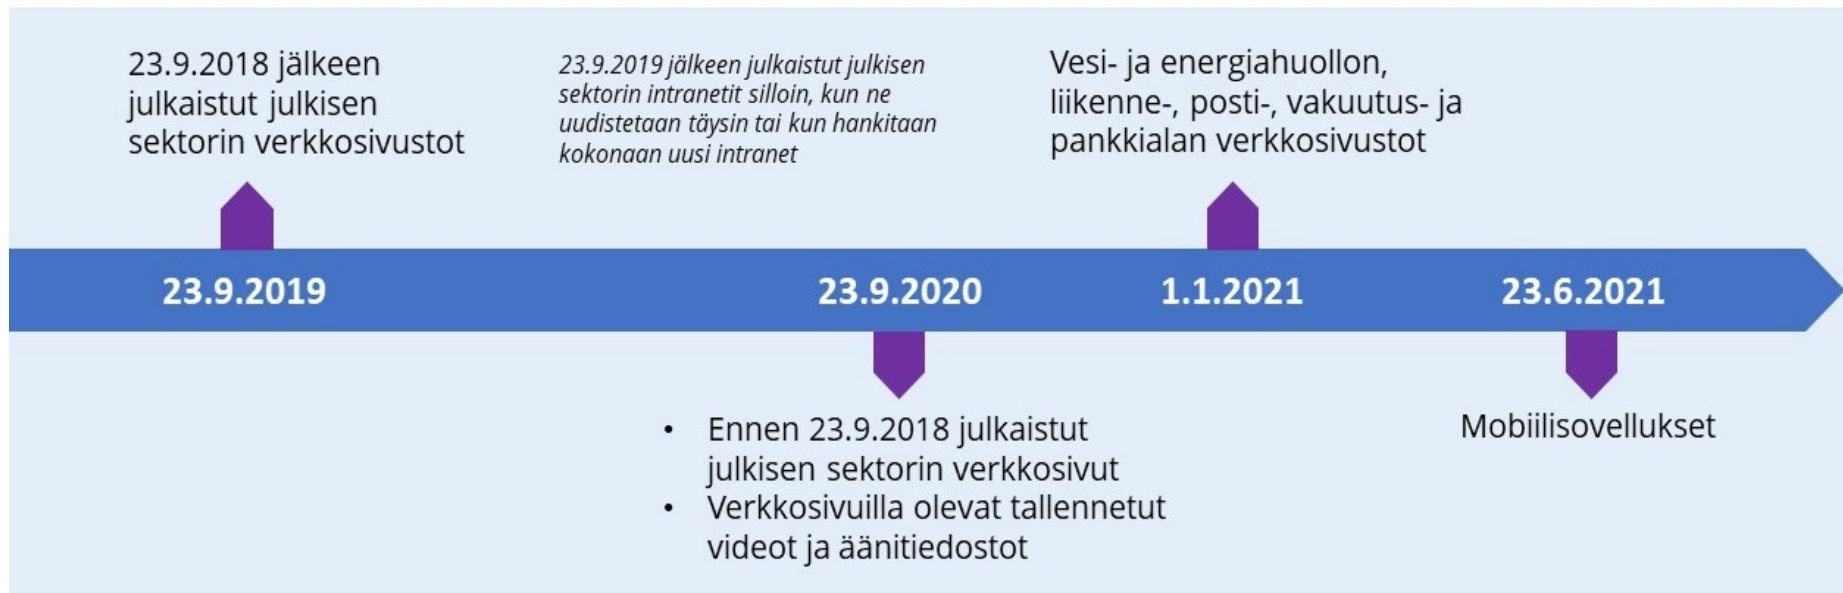 23.9.2018 jälkeen
julkaistut julkisen
sektorin verkkosivustot
23.9.2019 jälkeen julkaistut julkisen
sektorin intranetit silloin, kun ne
uudistetaan täysin tai kun hankitaan
kokonaan uusi intranet
Vesi- ja energiahuollon,
liikenne-, posti-, vakuutus- ja
pankkialan verkkosivustot
23.9.2019
23.9.2020
1.1.2021
23.6.2021
• Ennen 23.9.2018 julkaistut
julkisen sektorin verkkosivut
• Verkkosivuilla olevat tallennetut
videot ja äänitiedostot
Mobiilisovellukset